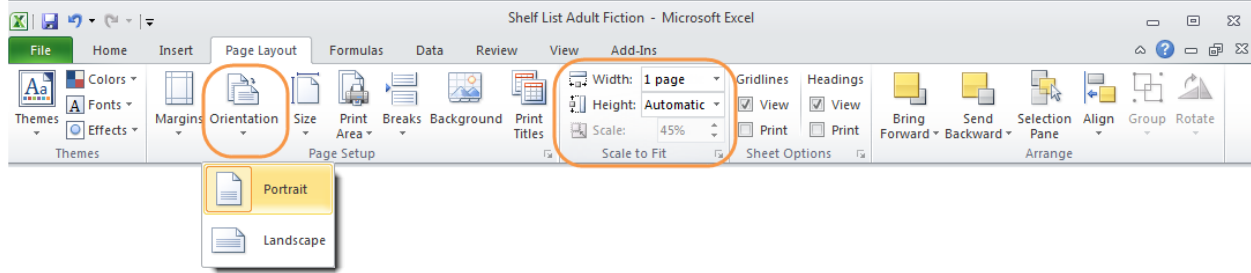 Shelf List Adult Fiction - Microsoft Excel
File Home Insert Page Layout Formulas Data Review View Add-Ins
Aa Themes
Colors
A Fonts
Effects
Themes
Margins Orientation Size Print Area Breaks Background Print Titles
Page Setup
Width: 1 page
Height: Automatic
Scale: 45%
Scale to Fit
Gridlines Headings
View View
Print Print
Sheet Options
Bring Forward Send Backward Selection Pane Align Group Rotate
Arrange
Portrait
Landscape